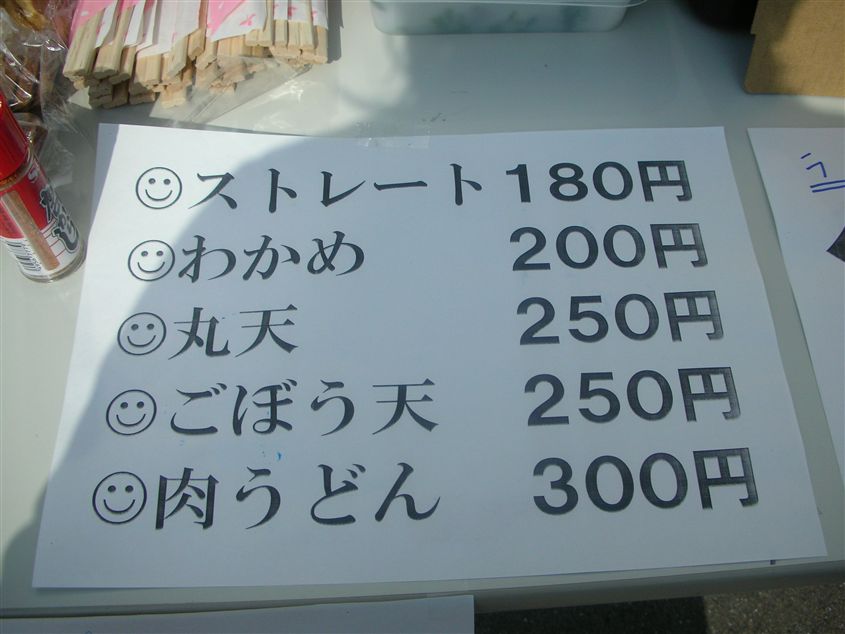 ☺ストレート 180円
☺わかめ 200円
☺丸天 250円
☺ごぼう天 250円
☺肉うどん 300円
う